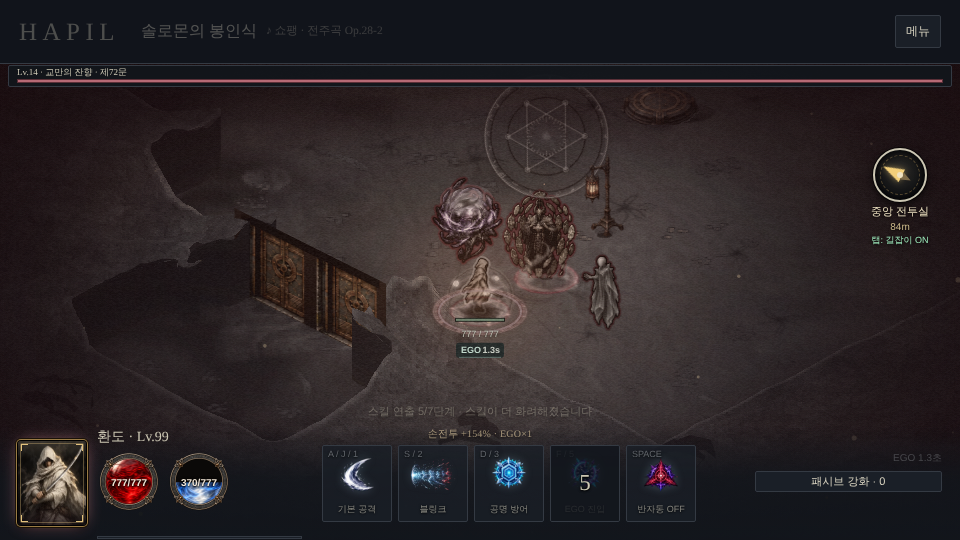 HAPIL
솔로몬의 봉인식
♪ 쇼팽 · 전주곡 Op.28-2
메뉴
Lv.14 · 교만의 잔향 · 제72문
중앙 전투실
84m
탭: 길잡이 ON
777 / 777
EGO 1.3s
스킬 연출 5/7단계 · 스킬이 더 화려해졌습니다
손전투 +154% · EGO×1
환도 · Lv.99
777/777
370/777
A / J / 1
기본 공격
S / 2
블링크
D / 3
공명 방어
5
EGO 진입
SPACE
반자동 OFF
EGO 1.3초
패시브 강화 · 0